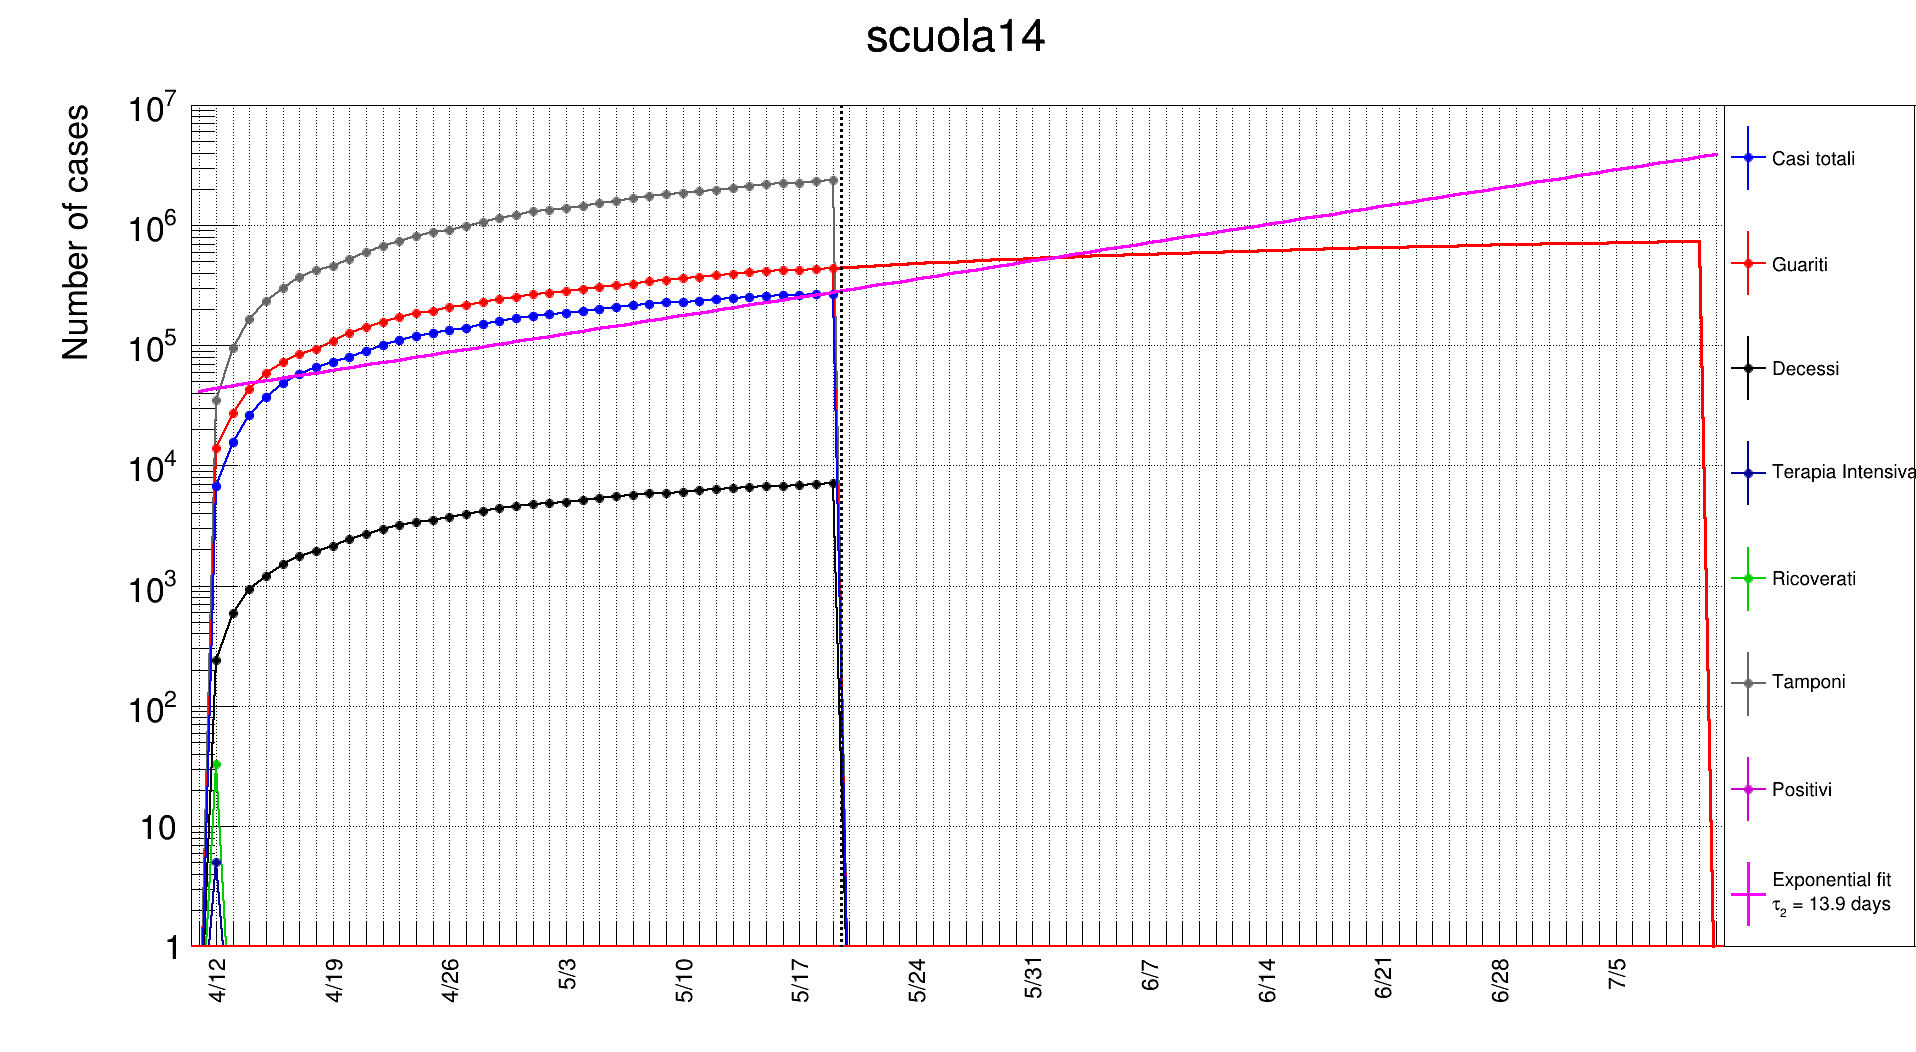 scuola14
Number of cases
10^7
10^6
10^5
10^4
10^3
10^2
10
1
4/12
4/19
4/26
5/3
5/10
5/17
5/24
5/31
6/7
6/14
6/21
6/28
7/5
Casi totali
Guariti
Decessi
Terapia Intensiva
Ricoverati
Tamponi
Positivi
Exponential fit
τ₂ = 13.9 days